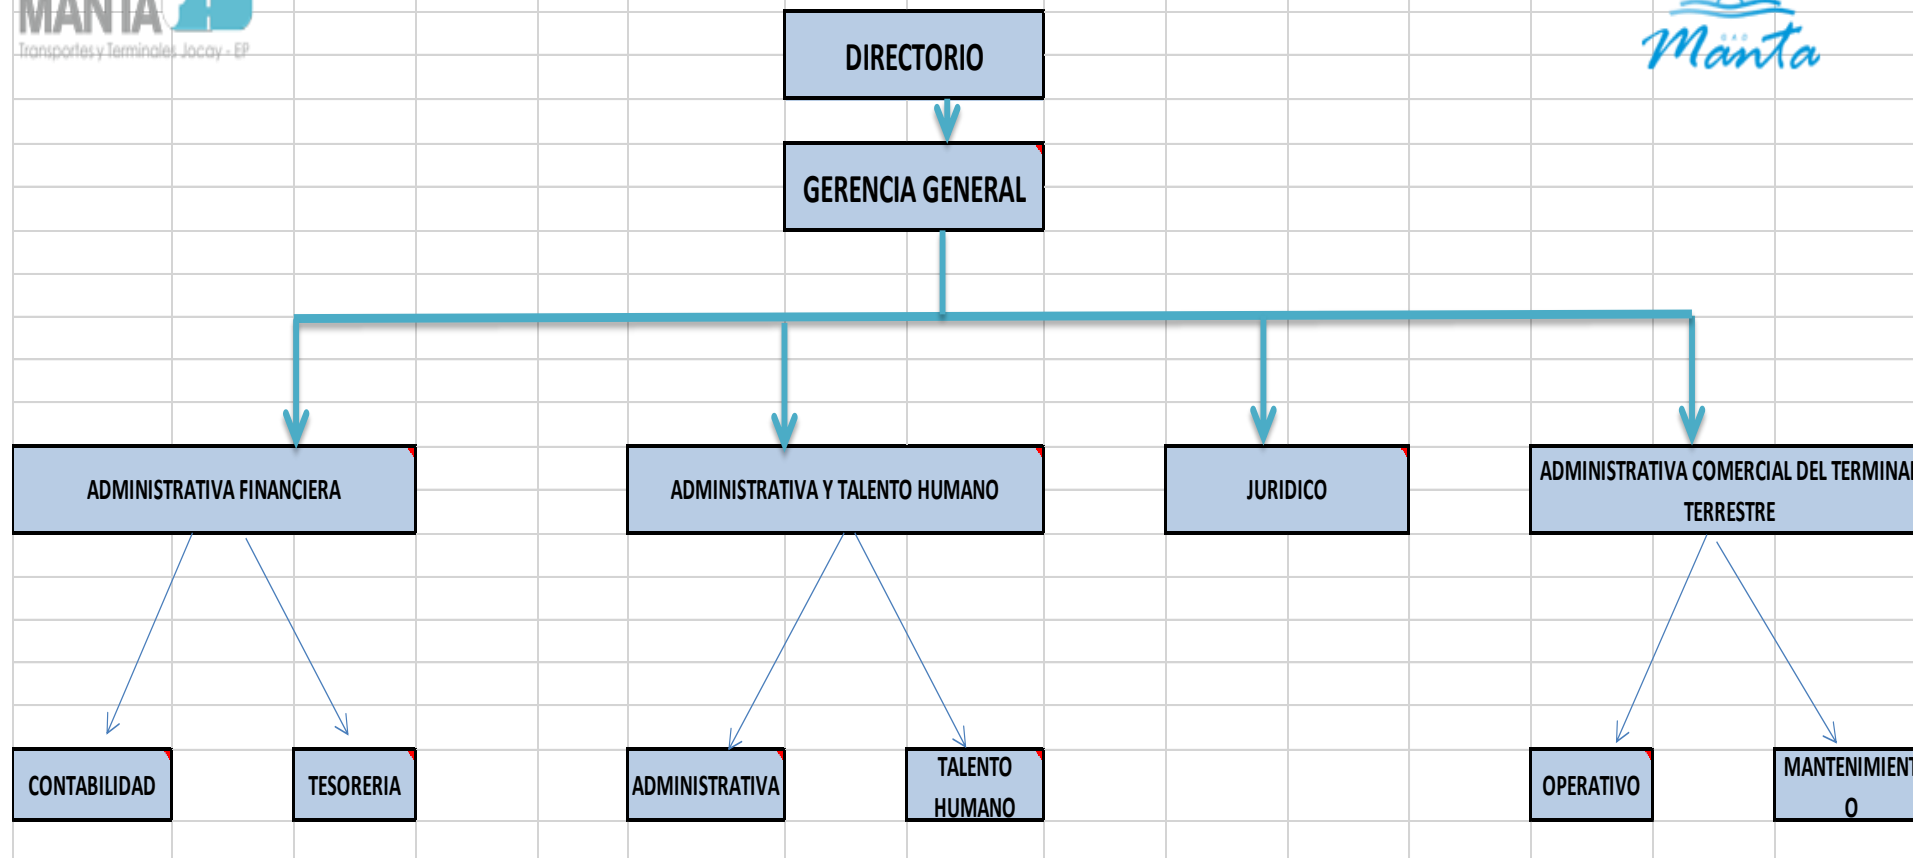 MANTA
Transportes y Terminales Jocay - EP
GAD
Manta
DIRECTORIO
GERENCIA GENERAL
ADMINISTRATIVA FINANCIERA
ADMINISTRATIVA Y TALENTO HUMANO
JURIDICO
ADMINISTRATIVA COMERCIAL DEL TERMINAL
TERRESTRE
CONTABILIDAD
TESORERIA
ADMINISTRATIVA
TALENTO
HUMANO
OPERATIVO
MANTENIMIENT
O